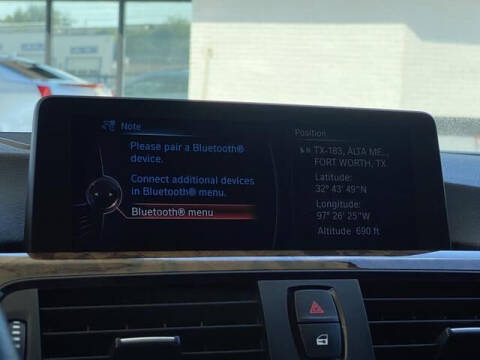 Note
Please pair a Bluetooth®
device.
Connect additional devices
in Bluetooth® menu.
Bluetooth® menu
Position
TX-183, ALTA ME...,
FORT WORTH, TX
Latitude:
32° 43' 49"N
Longitude:
97° 26' 25"W
Altitude 690 ft